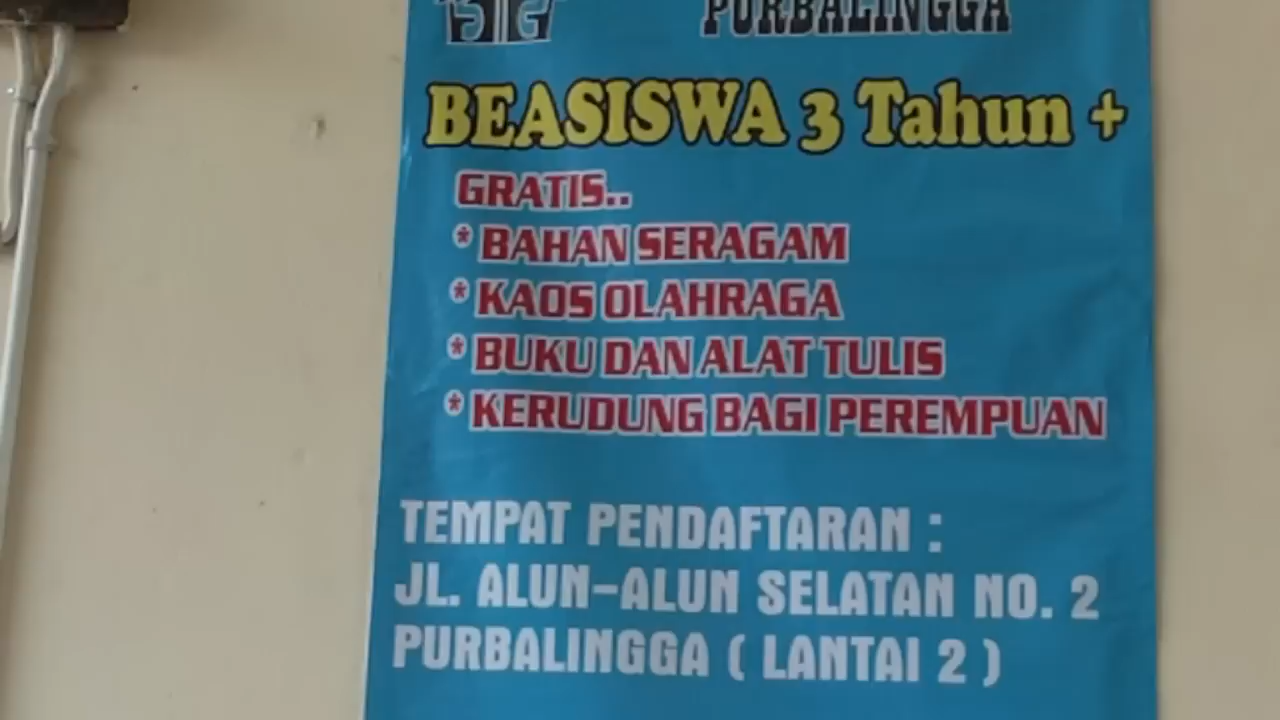 PURBALINGGA
BEASISWA 3 Tahun +
GRATIS..
* BAHAN SERAGAM
* KAOS OLAHRAGA
* BUKU DAN ALAT TULIS
* KERUDUNG BAGI PEREMPUAN
TEMPAT PENDAFTARAN :
JL. ALUN-ALUN SELATAN NO. 2
PURBALINGGA ( LANTAI 2 )